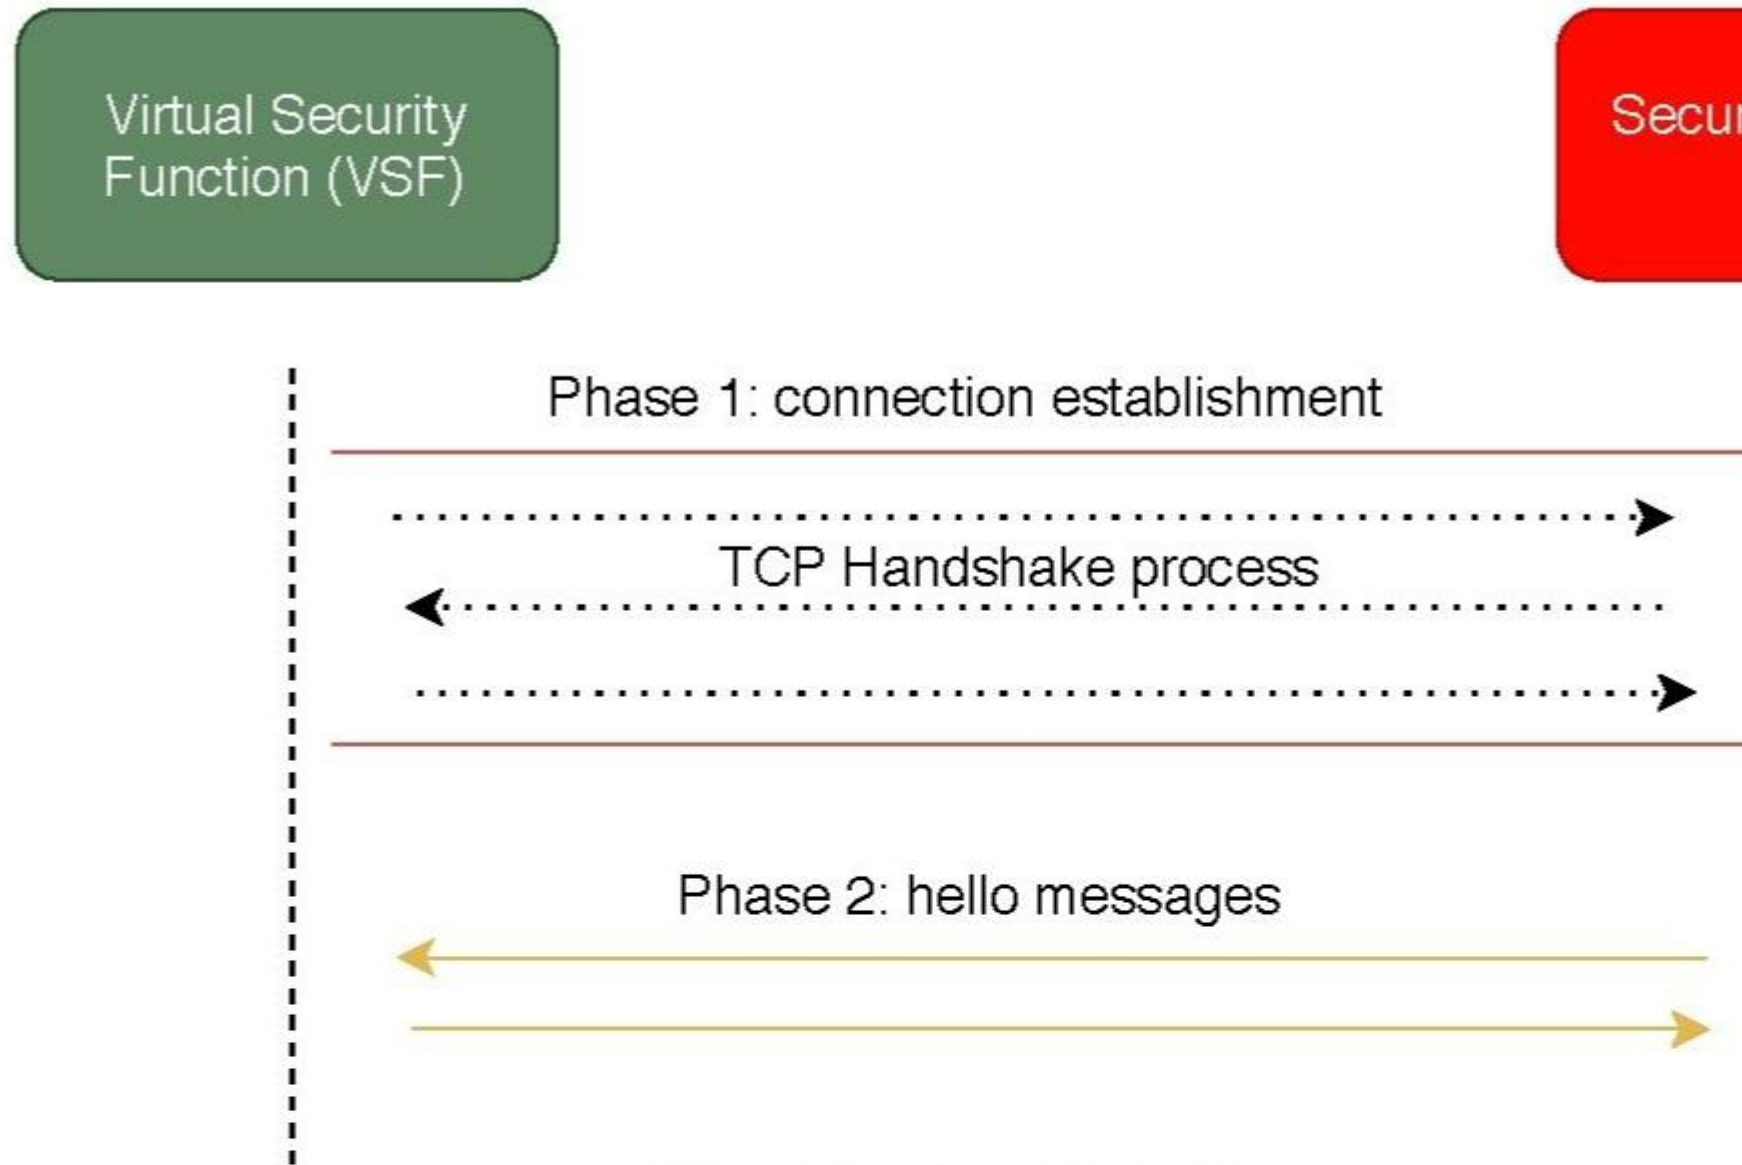 Virtual Security
Function (VSF)
Phase 1: connection establishment
TCP Handshake process
Phase 2: hello messages